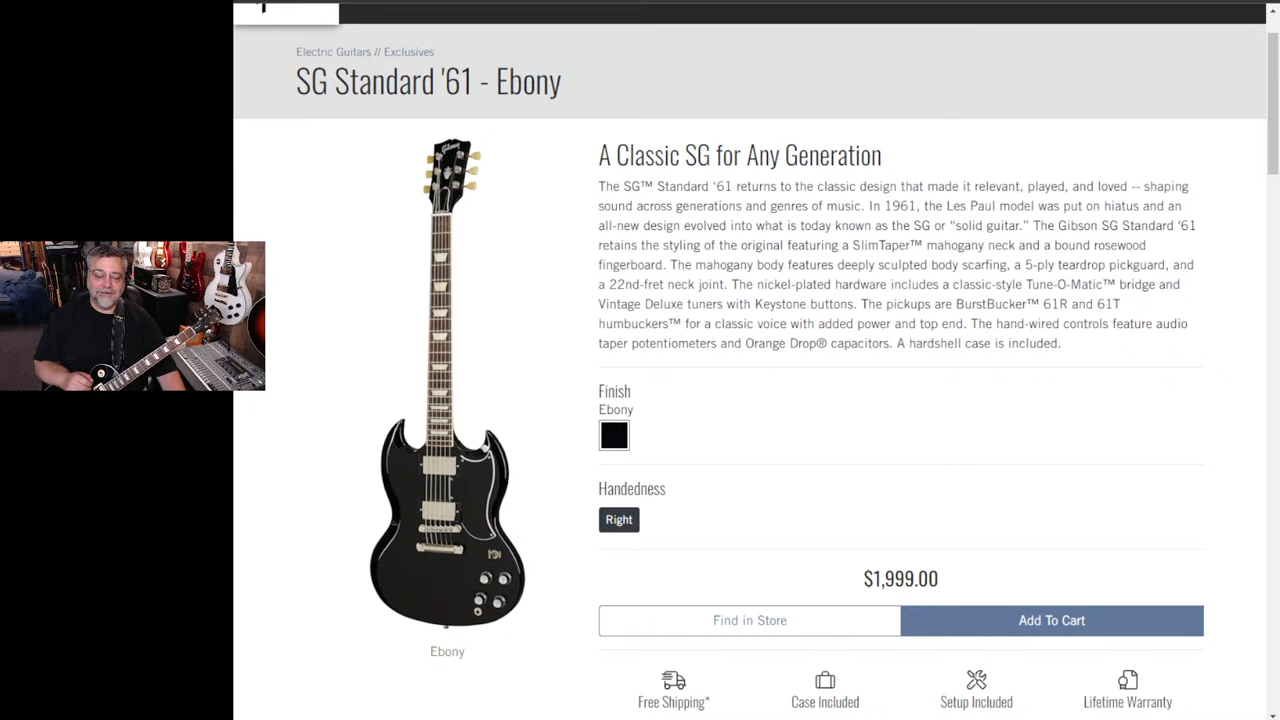 Electric Guitars // Exclusives
SG Standard '61 - Ebony
Gibson
A Classic SG for Any Generation
The SG™ Standard ‘61 returns to the classic design that made it relevant, played, and loved -- shaping
sound across generations and genres of music. In 1961, the Les Paul model was put on hiatus and an
all-new design evolved into what is today known as the SG or “solid guitar.” The Gibson SG Standard ‘61
retains the styling of the original featuring a SlimTaper™ mahogany neck and a bound rosewood
fingerboard. The mahogany body features deeply sculpted body scarfing, a 5-ply teardrop pickguard, and
a 22nd-fret neck joint. The nickel-plated hardware includes a classic-style Tune-O-Matic™ bridge and
Vintage Deluxe tuners with Keystone buttons. The pickups are BurstBucker™ 61R and 61T
humbuckers™ for a classic voice with added power and top end. The hand-wired controls feature audio
taper potentiometers and Orange Drop® capacitors. A hardshell case is included.
Finish
Ebony
Handedness
Right
$1,999.00
Find in Store
Add To Cart
Ebony
Free Shipping*
Case Included
Setup Included
Lifetime Warranty